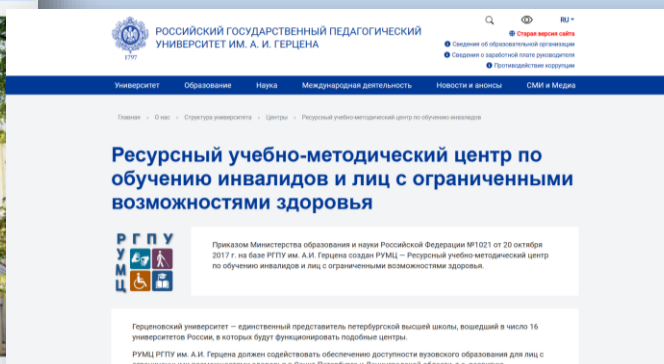 RU
Старая версия сайта
РОССИЙСКИЙ ГОСУДАРСТВЕННЫЙ ПЕДАГОГИЧЕСКИЙ
УНИВЕРСИТЕТ ИМ. А. И. ГЕРЦЕНА
1797
Сведения об образовательной организации
Сведения о заработной плате руководителя
Противодействие коррупции
Университет Образование Наука Международная деятельность Новости и анонсы СМИ и Медиа
Главная О нас Структура университета Центры Ресурсный учебно-методический центр по обучению инвалидов
Ресурсный учебно-методический центр по
обучению инвалидов и лиц с ограниченными
возможностями здоровья
РГПУ
У
М
Ц
Приказом Министерства образования и науки Российской Федерации №1021 от 20 октября
2017 г. на базе РГПУ им. А.И. Герцена создан РУМЦ — Ресурсный учебно-методический центр
по обучению инвалидов и лиц с ограниченными возможностями здоровья.
Герценовский университет — единственный представитель петербургской высшей школы, вошедший в число 16
университетов России, в которых будут функционировать подобные центры.
РУМЦ РГПУ им. А.И. Герцена должен содействовать обеспечению доступности вузовского образования для лиц с